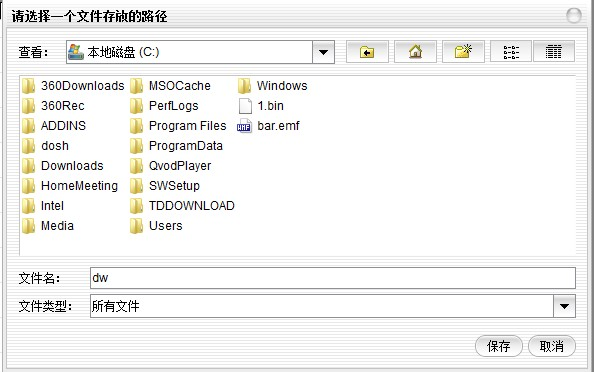 请选择一个文件存放的路径
查看： 本地磁盘 (C:)
360Downloads MSOCache Windows
360Rec PerfLogs 1.bin
ADDINS Program Files bar.emf
dosh ProgramData
Downloads QvodPlayer
HomeMeeting SWSetup
Intel TDDOWNLOAD
Media Users
文件名： dw
文件类型： 所有文件
保存 取消